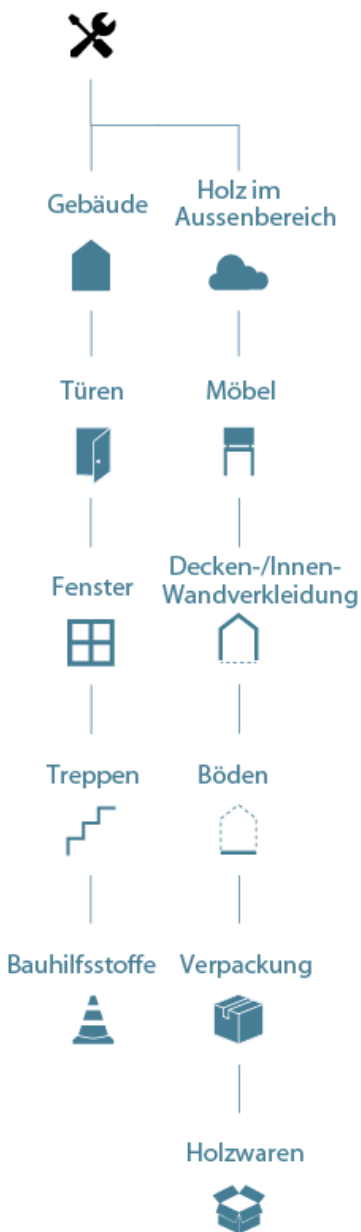 Gebäude
Holz im
Aussenbereich
Türen
Möbel
Fenster
Decken-/Innen-
Wandverkleidung
Treppen
Böden
Bauhilfsstoffe
Verpackung
Holzwaren